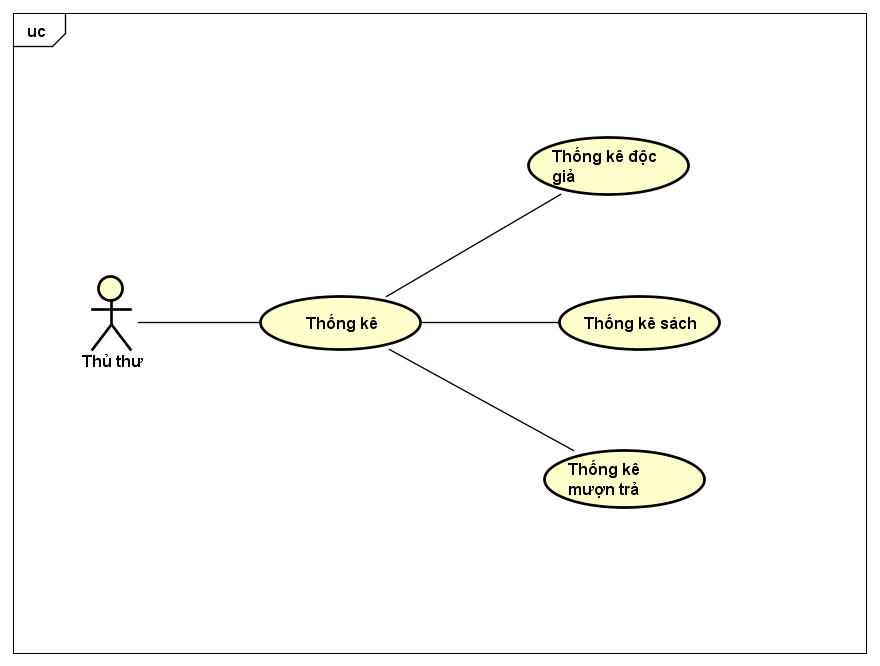 uc
Thống kê độc
giả
Thống kê
Thống kê sách
Thủ thư
Thống kê
mượn trả